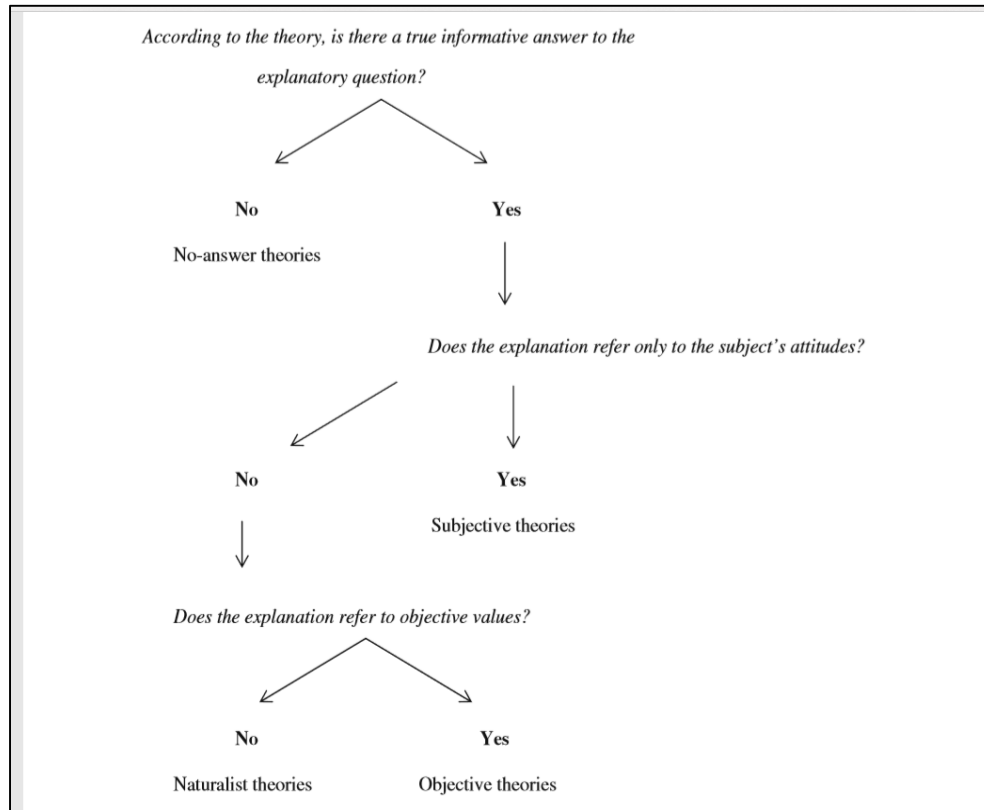 According to the theory, is there a true informative answer to the
explanatory question?
No
Yes
No-answer theories
Does the explanation refer only to the subject’s attitudes?
No
Yes
Subjective theories
Does the explanation refer to objective values?
No
Yes
Naturalist theories
Objective theories